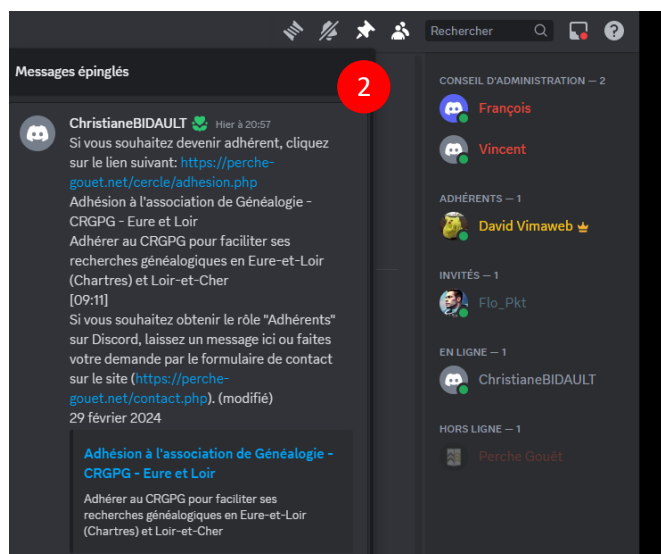 Rechercher
Messages épinglés
2
ChristianeBIDAULT Hier à 20:57
Si vous souhaitez devenir adhérent, cliquez
sur le lien suivant: https://perche-
gouet.net/cercle/adhesion.php
Adhésion à l'association de Généalogie -
CRGPG - Eure et Loir
Adhérer au CRGPG pour faciliter ses
recherches généalogiques en Eure-et-Loir
(Chartres) et Loir-et-Cher
[09:11]
Si vous souhaitez obtenir le rôle "Adhérents"
sur Discord, laissez un message ici ou faites
votre demande par le formulaire de contact
sur le site (https://perche-
gouet.net/contact.php). (modifié)
29 février 2024
Adhésion à l'association de Généalogie -
CRGPG - Eure et Loir
Adhérer au CRGPG pour faciliter ses
recherches généalogiques en Eure-et-Loir
(Chartres) et Loir-et-Cher
CONSEIL D'ADMINISTRATION — 2
François
Vincent
ADHÉRENTS — 1
David Vimaweb
INVITÉS — 1
Flo_Pkt
EN LIGNE — 1
ChristianeBIDAULT
HORS LIGNE — 1
Perche Gouêt